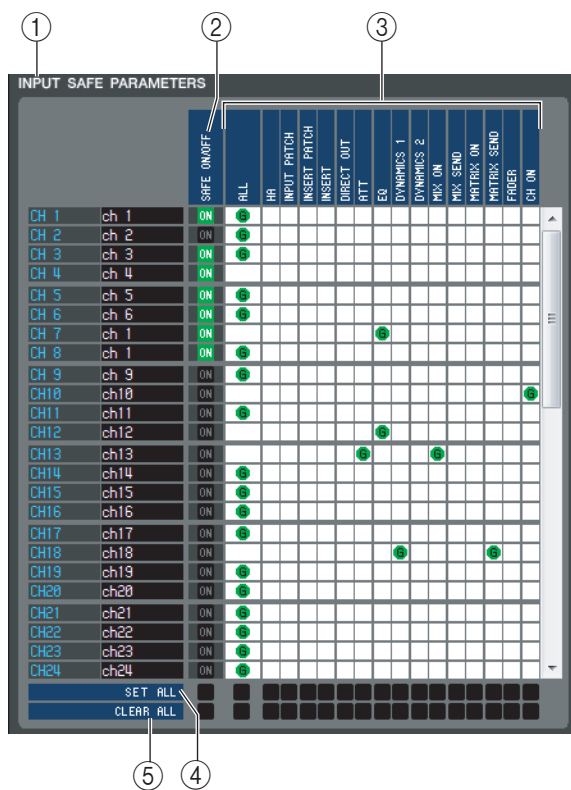 1 2 3
INPUT SAFE PARAMETERS
SAFE ON/OFF ALL HA INPUT PATCH INSERT PATCH INSERT DIRECT OUT ATT EQ DYNAMICS 1 DYNAMICS 2 MIX ON MIX SEND MATRIX ON MATRIX SEND FADER CH ON
CH 1 ch 1 ON G
CH 2 ch 2 ON G
CH 3 ch 3 ON G
CH 4 ch 4 ON
CH 5 ch 5 ON G
CH 6 ch 6 ON G
CH 7 ch 1 ON G
CH 8 ch 1 ON G
CH 9 ch 9 ON G
CH10 ch10 ON G
CH11 ch11 ON G
CH12 ch12 ON G
CH13 ch13 ON G G
CH14 ch14 ON G
CH15 ch15 ON G
CH16 ch16 ON G
CH17 ch17 ON G
CH18 ch18 ON G G
CH19 ch19 ON G
CH20 ch20 ON G
CH21 ch21 ON G
CH22 ch22 ON G
CH23 ch23 ON G
CH24 ch24 ON G
SET ALL
CLEAR ALL
5 4